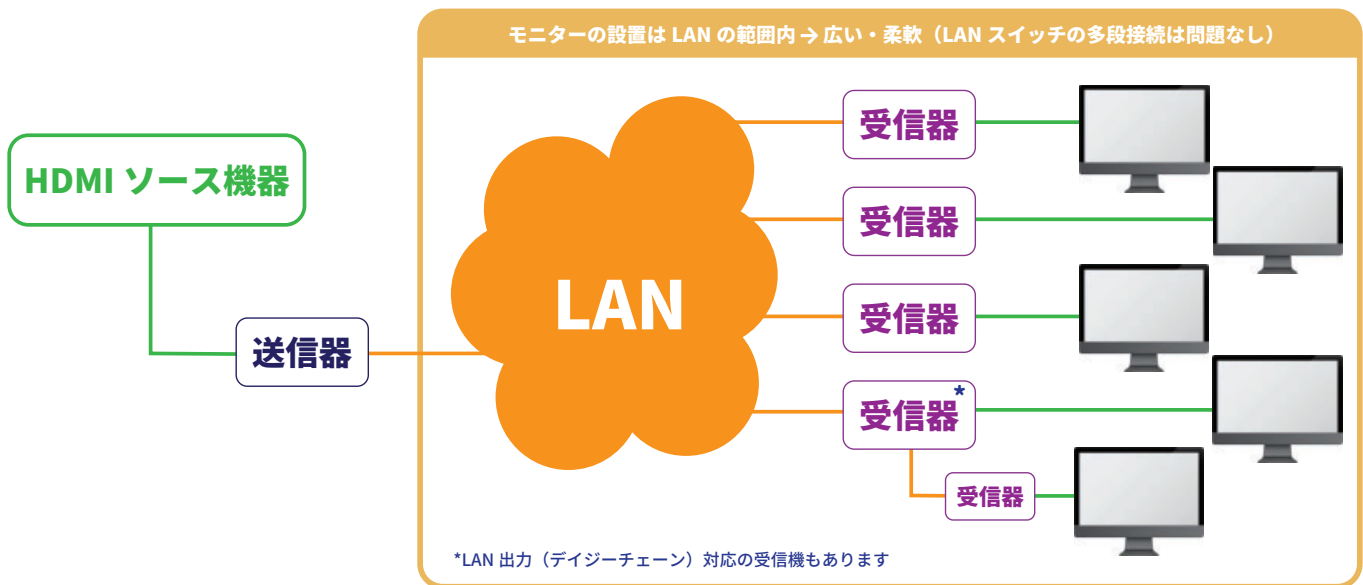 モニターの設置は LAN の範囲内 → 広い・柔軟（LAN スイッチの多段接続は問題なし）
HDMI ソース機器
送信器
LAN
受信器
受信器
受信器
受信器*
受信器
*LAN 出力（デイジーチェーン）対応の受信機もあります